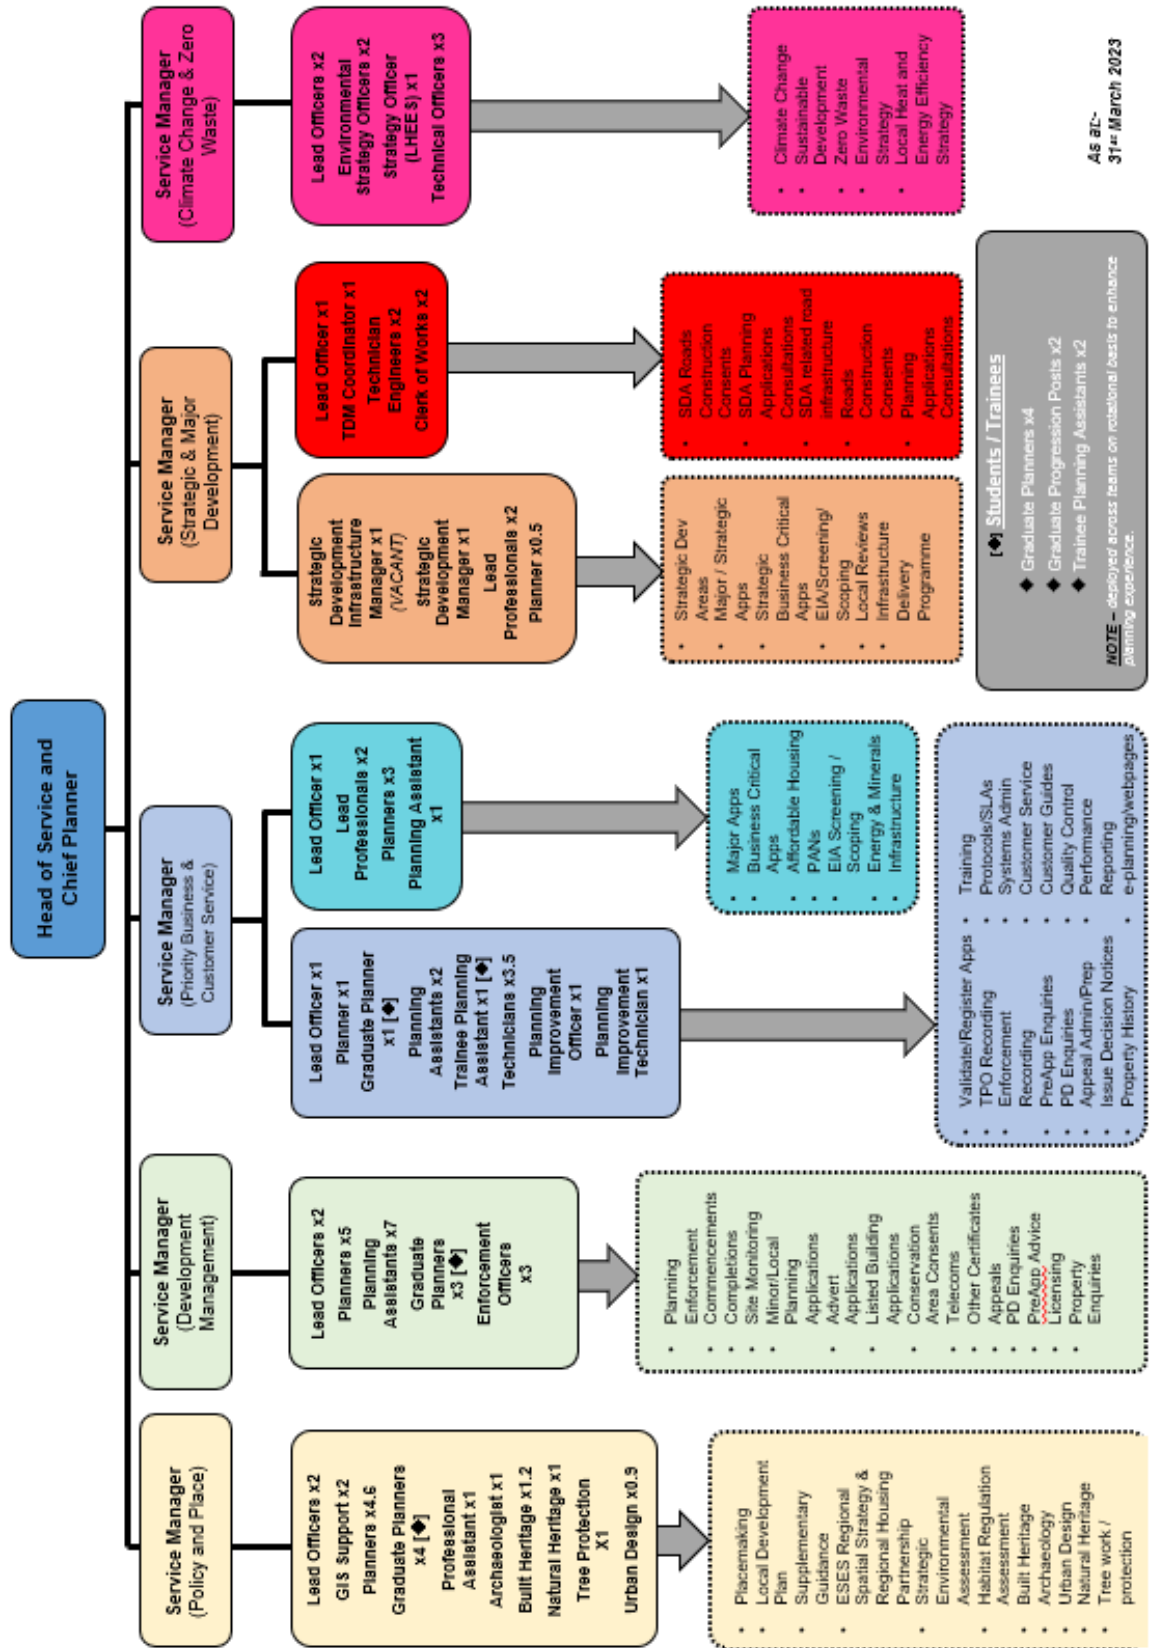 Head of Service and
Chief Planner
Service Manager
(Policy and Place)
Lead Officers x2
GIS Support x2
Planners x4.6
Graduate Planners
x4 [◆]
Professional
Assistant x1
Archaeologist x1
Built Heritage x1.2
Natural Heritage x1
Tree Protection
X1
Urban Design x0.9
• Placemaking
• Local Development
Plan
• Supplementary
Guidance
• ESES Regional
Spatial Strategy &
Regional Housing
Partnership
• Strategic
Environmental
Assessment
• Habitat Regulation
Assessment
• Built Heritage
• Archaeology
• Urban Design
• Natural Heritage
• Tree work /
protection
Service Manager
(Development
Management)
Lead Officers x2
Planners x5
Planning
Assistants x7
Graduate
Planners
x3 [◆]
Enforcement
Officers
x3
• Planning
Enforcement
• Commencements
• Completions
• Site Monitoring
• Minor/Local
Planning
Applications
• Advert
Applications
• Listed Building
Applications
• Conservation
Area Consents
• Telecoms
• Other Certificates
• Appeals
• PD Enquiries
• PreApp Advice
• Licensing
• Property
Enquiries
Service Manager
(Priority Business &
Customer Service)
Lead Officer x1
Planner x1
Graduate Planner
x1 [◆]
Planning
Assistants x2
Trainee Planning
Assistant x1 [◆]
Technicians x3.5
Planning
Improvement
Officer x1
Planning
Improvement
Technician x1
• Validate/Register Apps
• TPO Recording
• Enforcement
Recording
• PreApp Enquiries
• PD Enquiries
• Appeal Admin/Prep
• Issue Decision Notices
• Property History
• Training
• Protocols/SLAs
• Systems Admin
• Customer Service
• Customer Guides
• Quality Control
• Performance
Reporting
• e-planning/webpages
Lead Officer x1
Lead
Professionals x2
Planners x3
Planning Assistant
x1
• Major Apps
• Business Critical
Apps
• Affordable Housing
• PANs
• EIA Screening /
Scoping
• Energy & Minerals
• Infrastructure
Service Manager
(Strategic & Major
Development)
Strategic
Development
Infrastructure
Manager x1
(VACANT)
Strategic
Development
Manager x1
Lead
Professionals x2
Planner x0.5
• Strategic Dev
Areas
• Major / Strategic
Apps
• Strategic
Business Critical
Apps
• EIA/Screening/
Scoping
• Local Reviews
• Infrastructure
Delivery
Programme
Lead Officer x1
TDM Coordinator x1
Technician
Engineers x2
Clerk of Works x2
• SDA Roads
Construction
Consents
• SDA Planning
Applications
Consultations
• SDA related road
infrastructure
• Roads
Construction
Consents
• Planning
Applications
Consultations
Service Manager
(Climate Change & Zero
Waste)
Lead Officers x2
Environmental
Strategy Officers x2
Strategy Officer
(LHEES) x1
Technical Officers x3
• Climate Change
• Sustainable
Development
• Zero Waste
• Environmental
Strategy
• Local Heat and
Energy Efficiency
Strategy
[◆] Students / Trainees
◆ Graduate Planners x4
◆ Graduate Progression Posts x2
◆ Trainee Planning Assistants x2
NOTE – deployed across teams on rotational basis to enhance
planning experience.
As at:-
31st March 2023